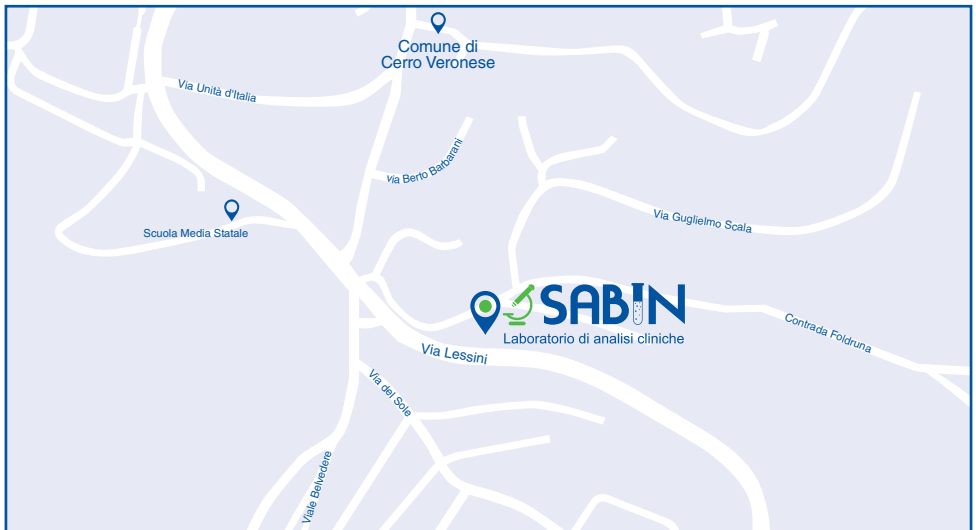 Comune di
Cerro Veronese
Via Unità d'Italia
via Berto Barbarani
Via Guglielmo Scala
Scuola Media Statale
SABIN
Laboratorio di analisi cliniche
Contrada Foldruna
Via Lessini
Via del Sole
Viale Belvedere